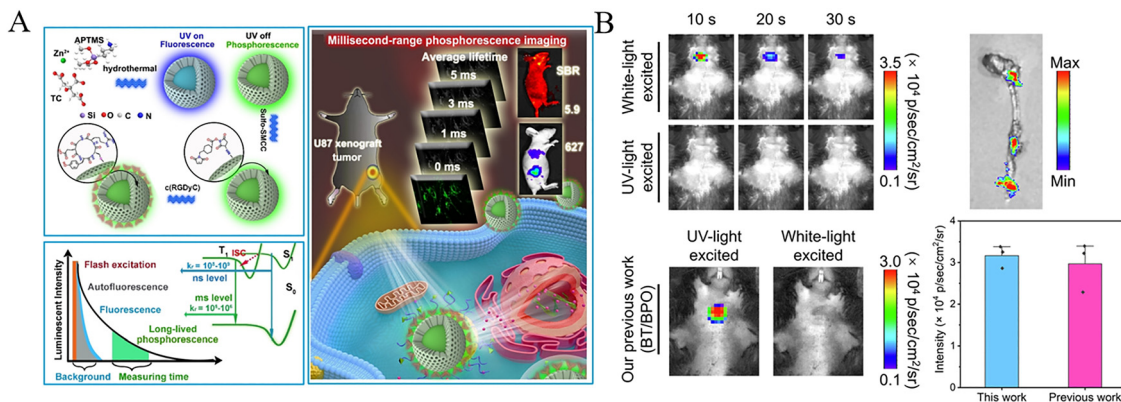 A
APTMS
Zn²⁺
hydrothermal
TC
Si O C N
UV on
Fluorescence
UV off
Phosphorescence
Sulfo-SMCC
c(RGDyC)
Luminescent Intensity
Flash excitation
Autofluorescence
Fluorescence
Long-lived
phosphorescence
Background
Measuring time
T₁
ISC
S₁
S₀
ns level
ms level
Millisecond-range phosphorescence imaging
Average lifetime
5 ms
3 ms
1 ms
0 ms
SBR
5.9
627
U87 xenograft
tumor
B
10 s 20 s 30 s
White-light
excited
UV-light
excited
3.5
(× 10⁴ p/sec/cm²/sr)
0.1
Max
Min
Our previous work
(BT/BPO)
UV-light
excited
White-light
excited
3.0
(× 10⁴ p/sec/cm²/sr)
0.1
Intensity (× 10⁴ p/sec/cm²/sr)
4
3
2
1
0
This work
Previous work